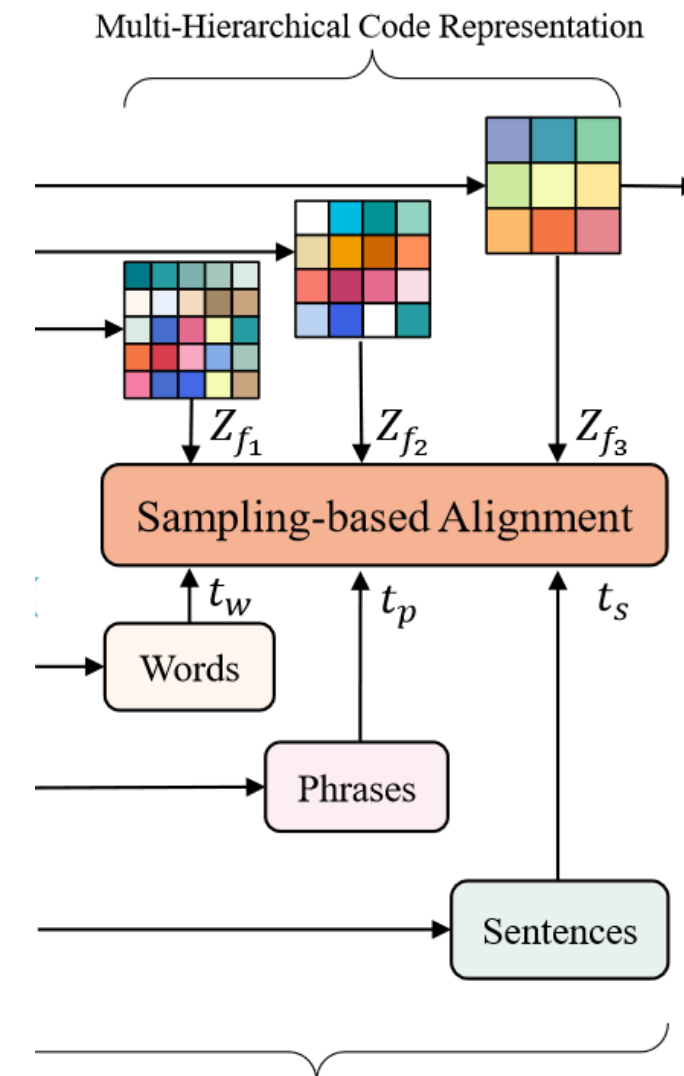 Multi-Hierarchical Code Representation
Z_{f_1} Z_{f_2} Z_{f_3}
Sampling-based Alignment
t_w t_p t_s
Words
Phrases
Sentences